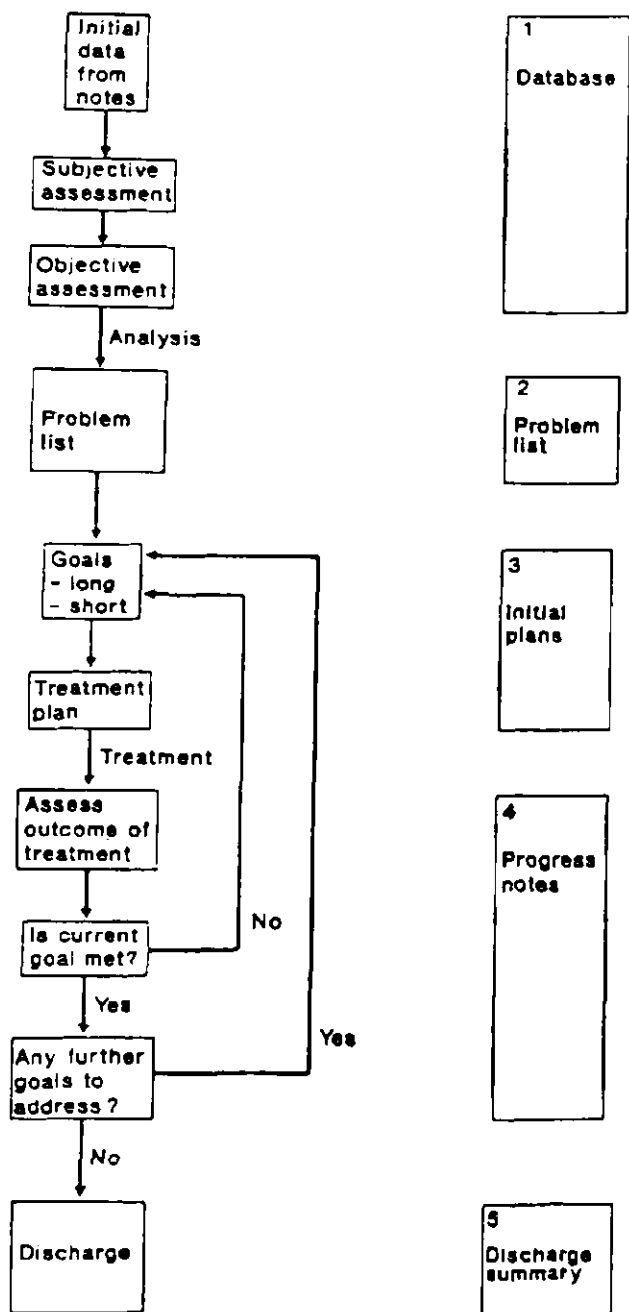 Initial
data
from
notes
Subjective
assessment
Objective
assessment
Analysis
Problem
list
Goals
- long
- short
Treatment
plan
Treatment
Assess
outcome of
treatment
Is current
goal met?
No
Yes
Any further
goals to
address?
Yes
No
Discharge
1
Database
2
Problem
list
3
Initial
plans
4
Progress
notes
5
Discharge
summary